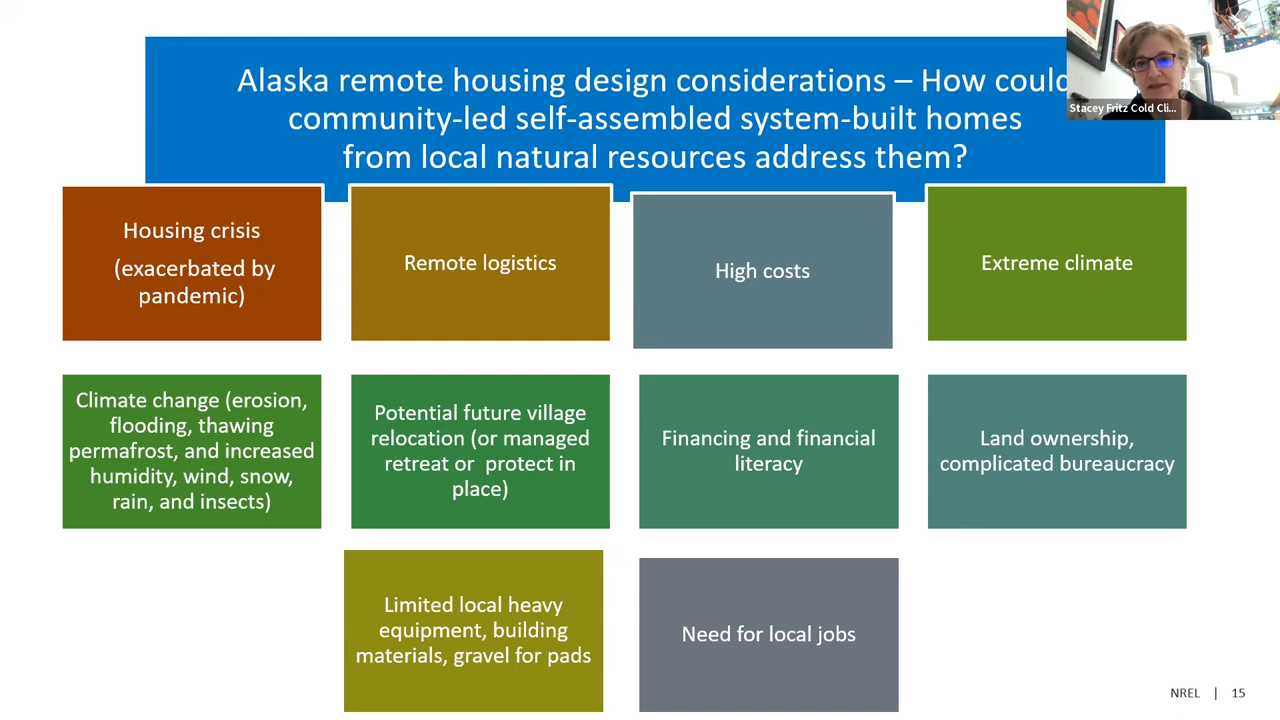 Alaska remote housing design considerations – How could
community-led self-assembled system-built homes
from local natural resources address them?
Stacey Fritz Cold Cli...
Housing crisis
(exacerbated by
pandemic)
Remote logistics
High costs
Extreme climate
Climate change (erosion,
flooding, thawing
permafrost, and increased
humidity, wind, snow,
rain, and insects)
Potential future village
relocation (or managed
retreat or protect in
place)
Financing and financial
literacy
Land ownership,
complicated bureaucracy
Limited local heavy
equipment, building
materials, gravel for pads
Need for local jobs
NREL | 15